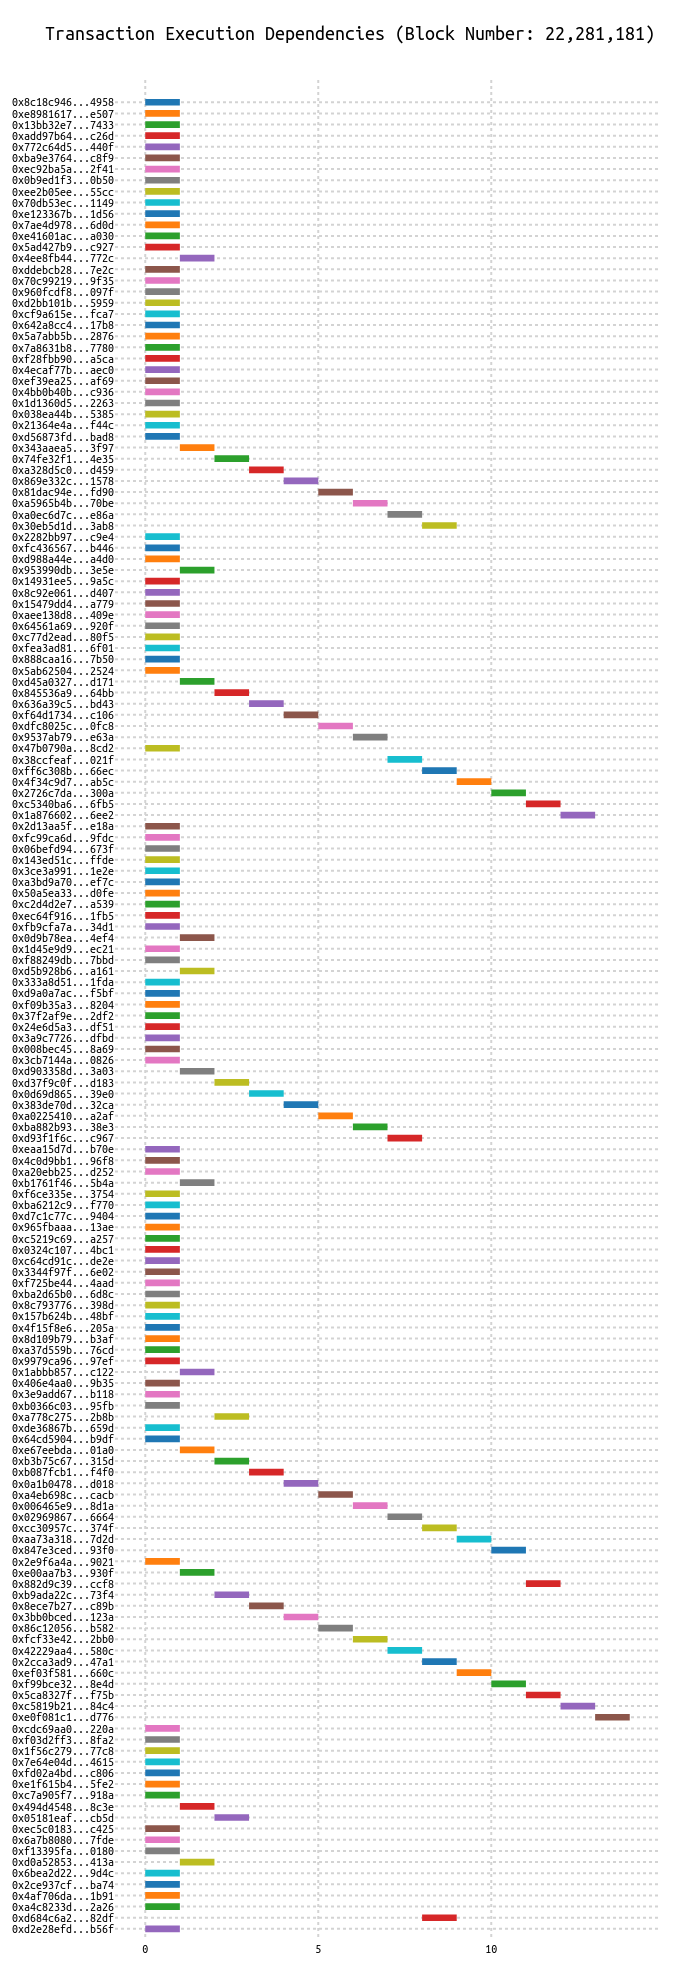 Transaction Execution Dependencies (Block Number: 22,281,181)
0x8c18c946...4958
0xe8981617...e507
0x13bb32e7...7433
0xadd97b64...c26d
0x772c64d5...440f
0xba9e3764...c8f9
0xec92ba5a...2f41
0x0b9ed1f3...0b50
0xee2b05ee...55cc
0x70db53ec...1149
0xe123367b...1d56
0x7ae4d978...6d0d
0xe41601ac...a030
0x5ad427b9...c927
0x4ee8fb44...772c
0xddebcb28...7e2c
0x70c99219...9f35
0x960fcdf8...097f
0xd2bb101b...5959
0xcf9a615e...fca7
0x642a8cc4...17b8
0x5a7abb5b...2876
0x7a8631b8...7780
0xf28fbb90...a5ca
0x4ecaf77b...aec0
0xef39ea25...af69
0x4bb0b40b...c936
0x1d1360d5...2263
0x038ea44b...5385
0x21364e4a...f44c
0xd56873fd...bad8
0x343aaea5...3f97
0x74fe32f1...4e35
0xa328d5c0...d459
0x869e332c...1578
0x81dac94e...fd90
0xa5965b4b...70be
0xa0ec6d7c...e86a
0x30eb5d1d...3ab8
0x2282bb97...c9e4
0xfc436567...b446
0xd988a44e...a4d0
0x953990db...3e5e
0x14931ee5...9a5c
0x8c92e061...d407
0x15479dd4...a779
0xaee138d8...409e
0x64561a69...920f
0xc77d2ead...80f5
0xfea3ad81...6f01
0x888caa16...7b50
0x5ab62504...2524
0xd45a0327...d171
0x845536a9...64bb
0x636a39c5...bd43
0xf64d1734...c106
0xdfc8025c...0fc8
0x9537ab79...e63a
0x47b0790a...8cd2
0x38ccfeaf...021f
0xff6c308b...66ec
0x4f34c9d7...ab5c
0x2726c7da...300a
0xc5340ba6...6fb5
0x1a876602...6ee2
0x2d13aa5f...e18a
0xfc99ca6d...9fdc
0x06befd94...673f
0x143ed51c...ffde
0x3ce3a991...1e2e
0xa3bd9a70...ef7c
0x50a5ea33...d0fe
0xc2d4d2e7...a539
0xec64f916...1fb5
0xfb9cfa7a...34d1
0x0d9b78ea...4ef4
0x1d45e9d9...ec21
0xf88249db...7bbd
0xd5b928b6...a161
0x333a8d51...1fda
0xd9a0a7ac...f5bf
0xf09b35a3...8204
0x37f2af9e...2df2
0x24e6d5a3...df51
0x3a9c7726...dfbd
0x008bec45...8a69
0x3cb7144a...0826
0xd903358d...3a03
0xd37f9c0f...d183
0x0d69d865...39e0
0x383de70d...32ca
0xa0225410...a2af
0xba882b93...38e3
0xd93f1f6c...c967
0xeaa15d7d...b70e
0x4c0d9bb1...96f8
0xa20ebb25...d252
0xb1761f46...5b4a
0xf6ce335e...3754
0xba6212c9...f770
0xd7c1c77c...9404
0x965fbaaa...13ae
0xc5219c69...a257
0x0324c107...4bc1
0xc64cd91c...de2e
0x3344f97f...6e02
0xf725be44...4aad
0xba2d65b0...6d8c
0x8c793776...398d
0x157b624b...48bf
0x4f15f8e6...205a
0x8d109b79...b3af
0xa37d559b...76cd
0x9979ca96...97ef
0x1abbb857...c122
0x406e4aa0...9b35
0x3e9add67...b118
0xb0366c03...95fb
0xa778c275...2b8b
0xde36867b...659d
0x64cd5904...b9df
0xe67eebda...01a0
0xb3b75c67...315d
0xb087fcb1...f4f0
0x0a1b0478...d018
0xa4eb698c...cacb
0x006465e9...8d1a
0x02969867...6664
0xcc30957c...374f
0xaa73a318...7d2d
0x847e3ced...93f0
0x2e9f6a4a...9021
0xe00aa7b3...930f
0x882d9c39...ccf8
0xb9ada22c...73f4
0x8ece7b27...c89b
0x3bb0bced...123a
0x86c12056...b582
0xfcf33e42...2bb0
0x42229aa4...580c
0x2cca3ad9...47a1
0xef03f581...660c
0xf99bce32...8e4d
0x5ca8327f...f75b
0xc5819b21...84c4
0xe0f081c1...d776
0xcdc69aa0...220a
0xf03d2ff3...8fa2
0x1f56c279...77c8
0x7e64e04d...4615
0xfd02a4bd...c806
0xe1f615b4...5fe2
0xc7a905f7...918a
0x494d4548...8c3e
0x05181eaf...cb5d
0xec5c0183...c425
0x6a7b8080...7fde
0xf13395fa...0180
0xd0a52853...413a
0x6bea2d22...9d4c
0x2ce937cf...ba74
0x4af706da...1b91
0xa4c8233d...2a26
0xd684c6a2...82df
0xd2e28efd...b56f
0 5 10